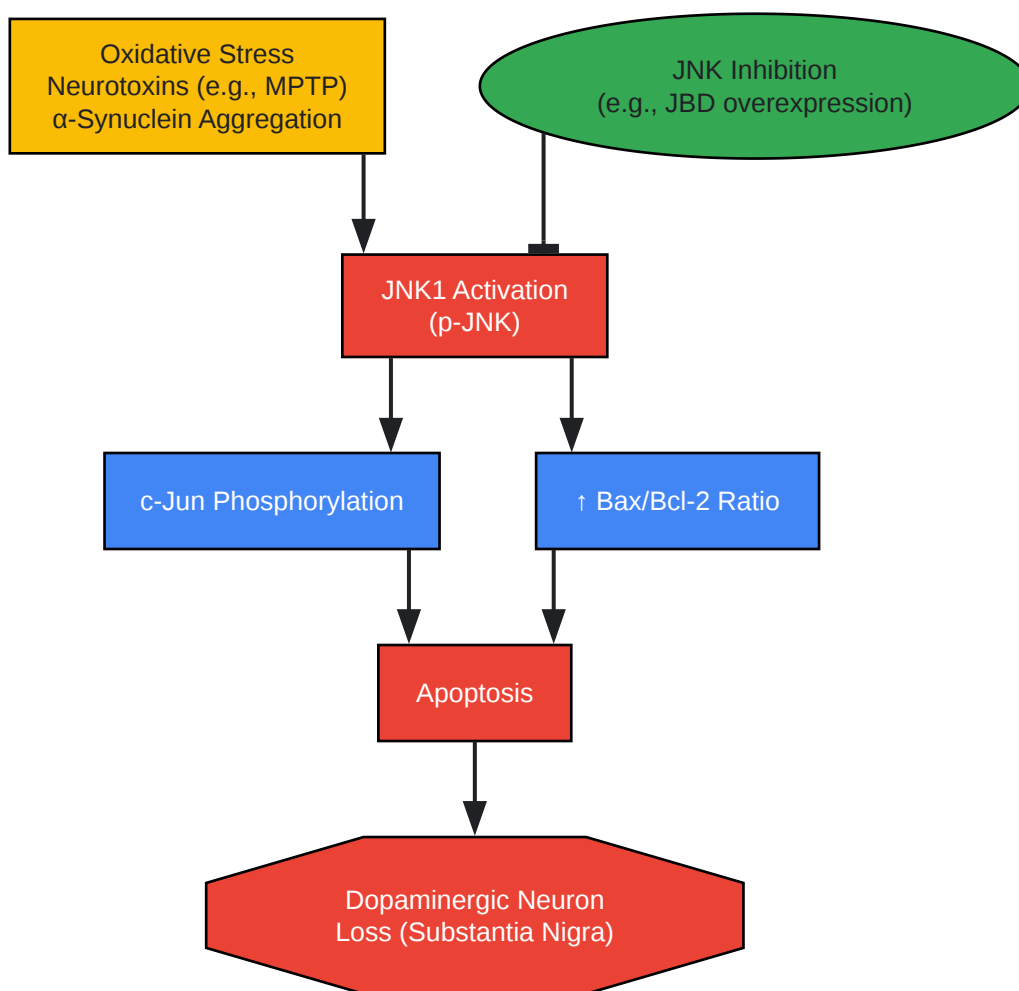 Oxidative Stress
Neurotoxins (e.g., MPTP)
α-Synuclein Aggregation
JNK Inhibition
(e.g., JBD overexpression)
JNK1 Activation
(p-JNK)
c-Jun Phosphorylation
↑ Bax/Bcl-2 Ratio
Apoptosis
Dopaminergic Neuron
Loss (Substantia Nigra)